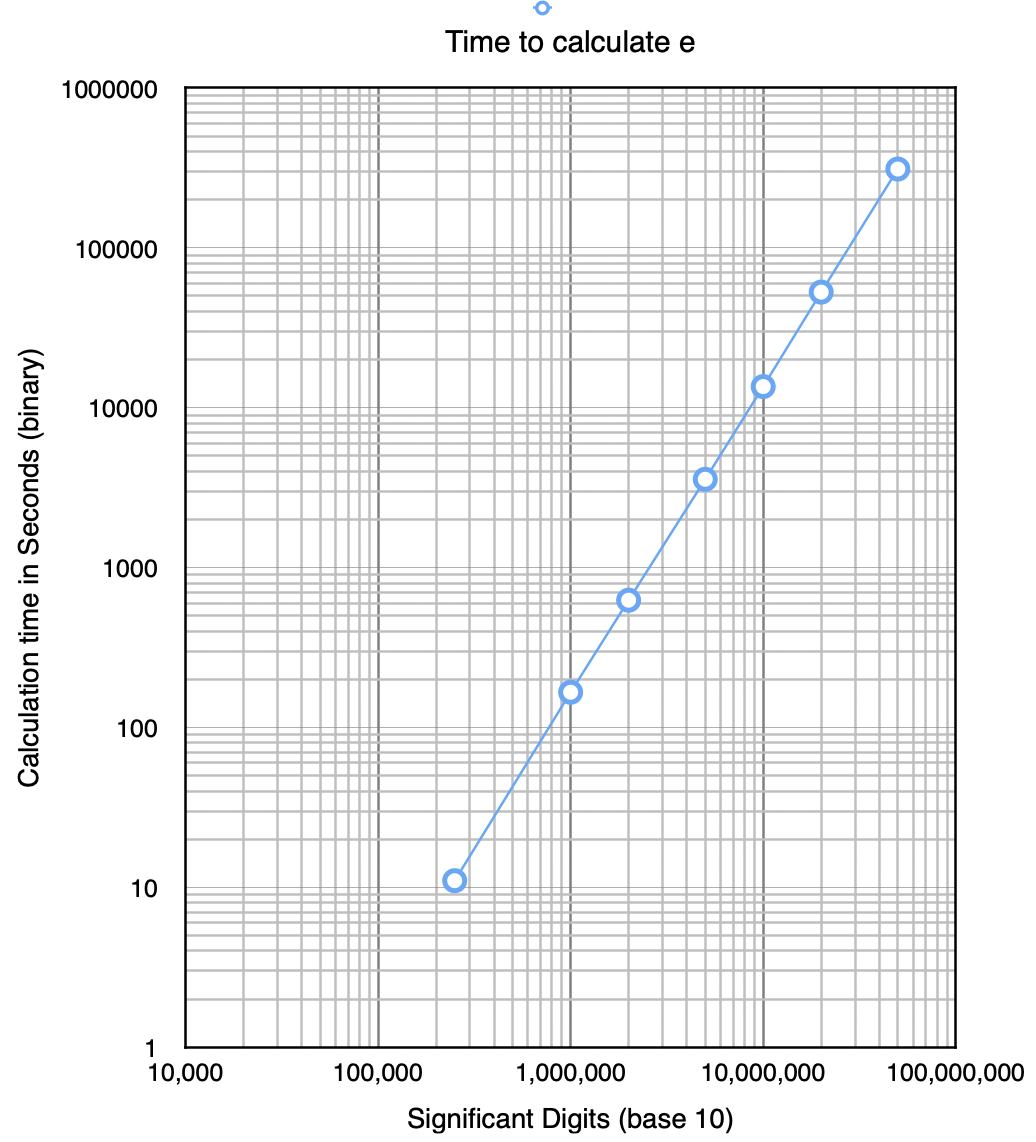 Time to calculate e
1000000
100000
10000
1000
100
10
1
Calculation time in Seconds (binary)
10,000 100,000 1,000,000 10,000,000 100,000,000
Significant Digits (base 10)